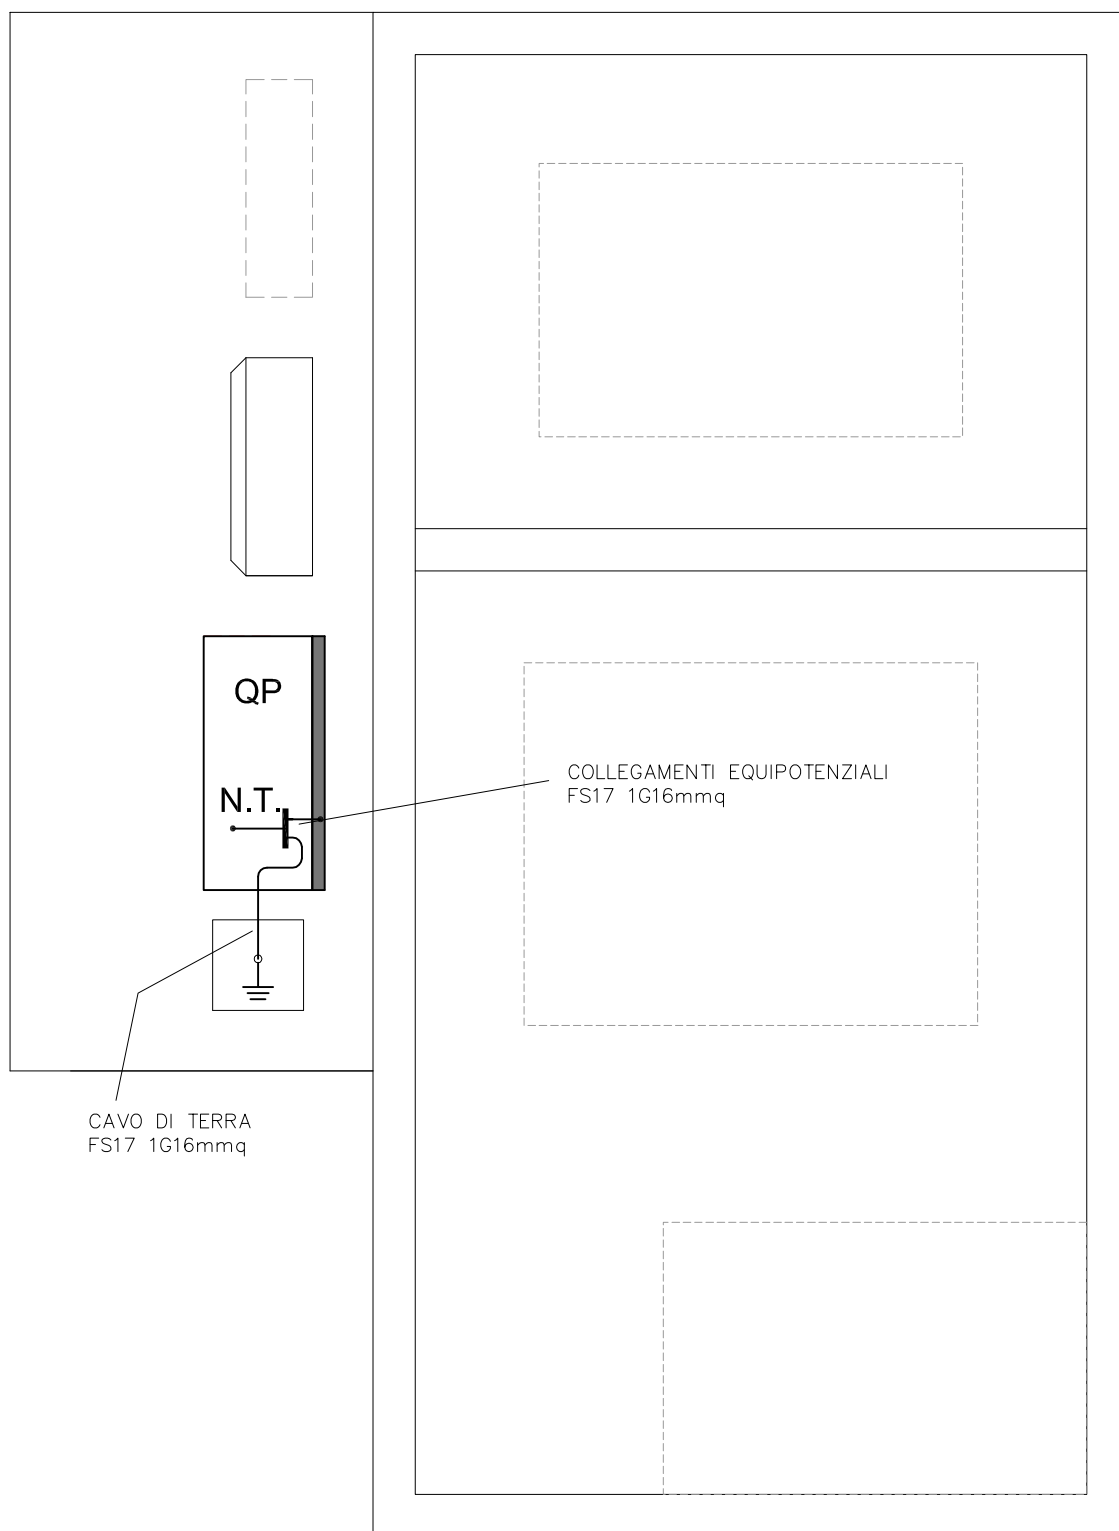 QP
N.T.
COLLEGAMENTI EQUIPOTENZIALI
FS17 1G16mmq
CAVO DI TERRA
FS17 1G16mmq